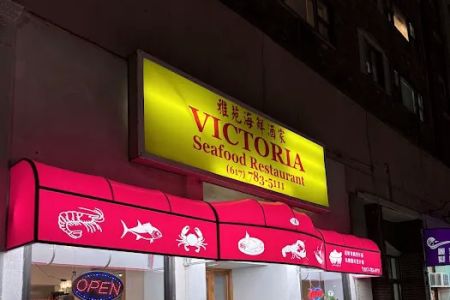 雅苑海鮮酒家
VICTORIA
Seafood Restaurant
(617) 783-5111
OPEN